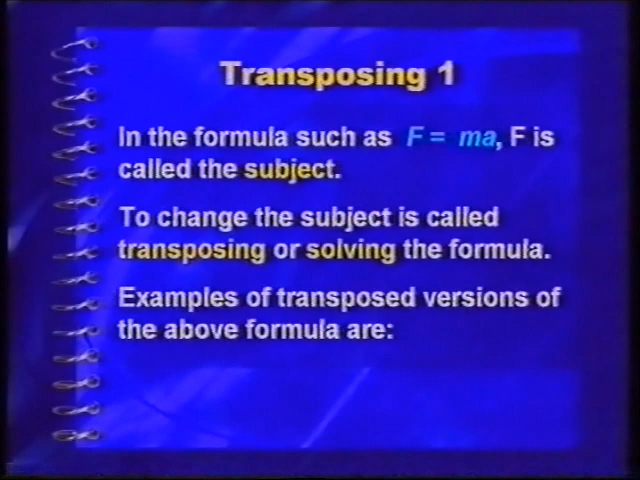 Transposing 1
In the formula such as F = ma, F is
called the subject.
To change the subject is called
transposing or solving the formula.
Examples of transposed versions of
the above formula are: